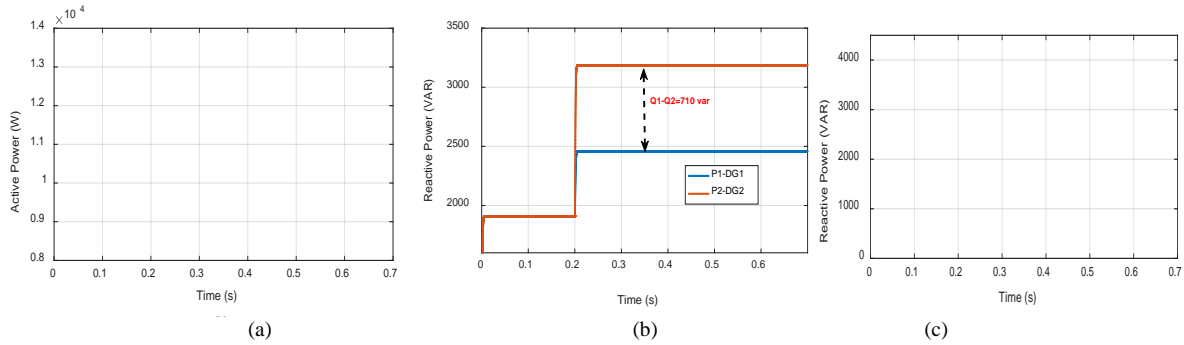 ×10 4
1.4
1.3
1.2
1.1
1
0.9
0.8
0 0.1 0.2 0.3 0.4 0.5 0.6 0.7
Active Power (W)
Time (s)
(a)
3500
3000
2500
2000
0 0.1 0.2 0.3 0.4 0.5 0.6
Reactive Power (VAR)
Q1-Q2=710 var
P1-DG1
P2-DG2
Time (s)
(b)
4000
3000
2000
1000
0
0 0.1 0.2 0.3 0.4 0.5 0.6 0.7
Reactive Power (VAR)
Time (s)
(c)